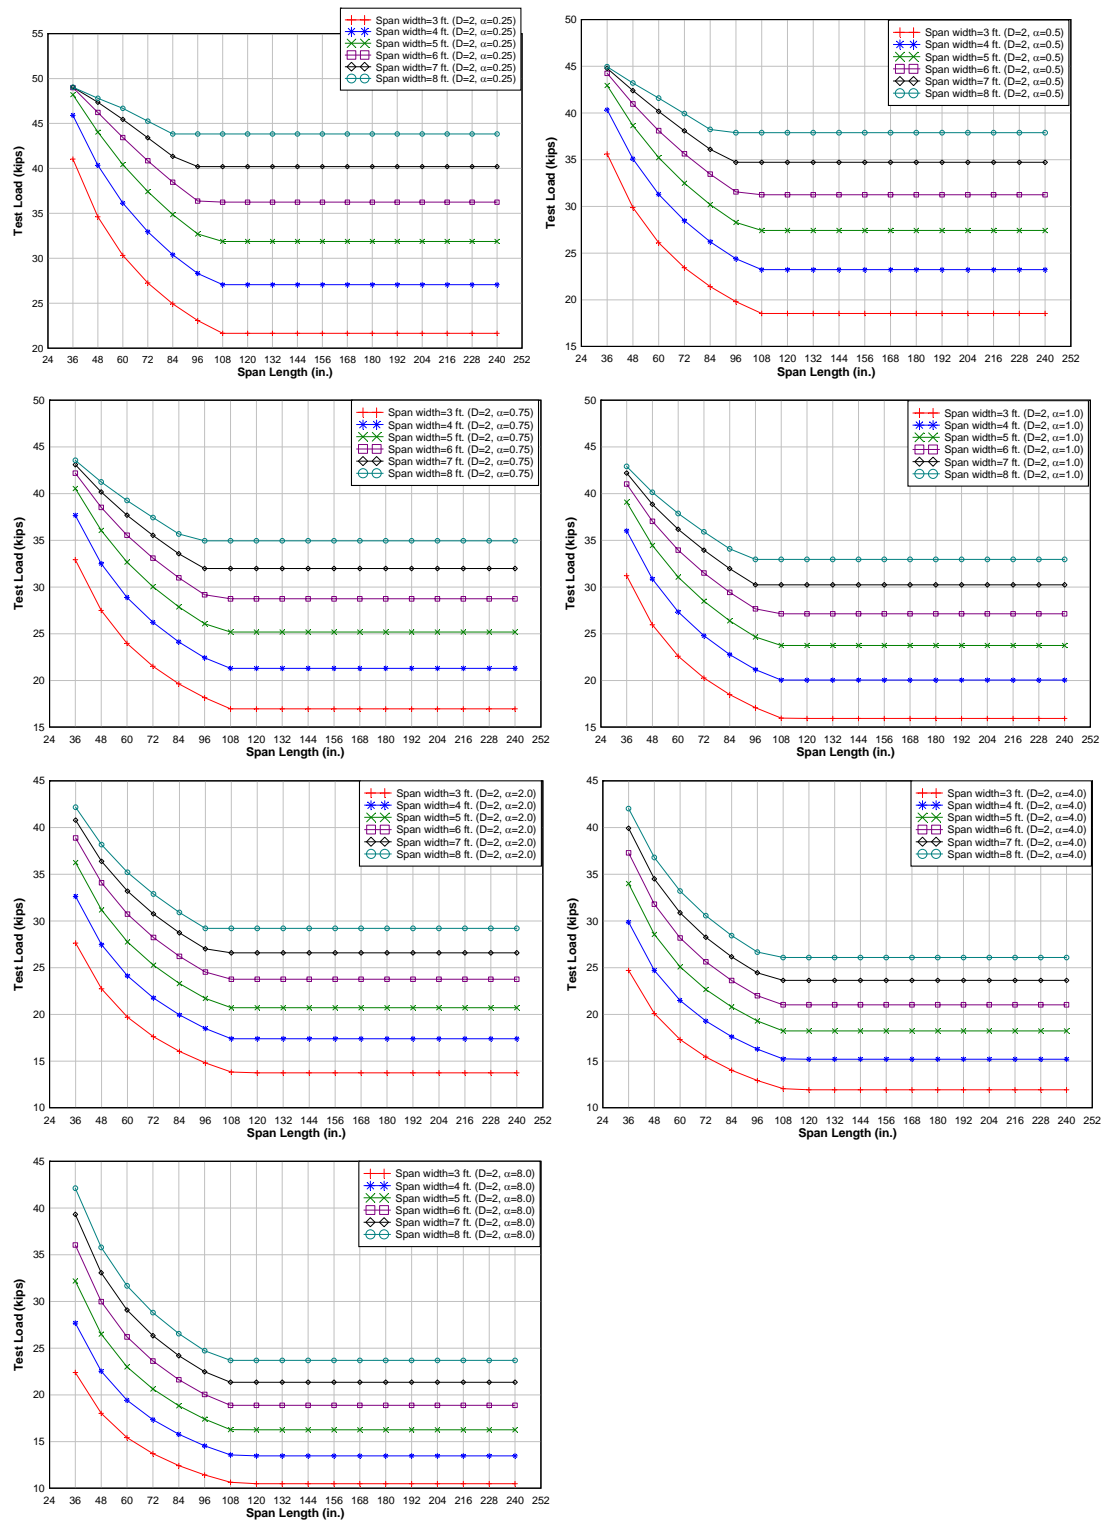 Span width=3 ft. (D=2, α=0.25)
Span width=4 ft. (D=2, α=0.25)
Span width=5 ft. (D=2, α=0.25)
Span width=6 ft. (D=2, α=0.25)
Span width=7 ft. (D=2, α=0.25)
Span width=8 ft. (D=2, α=0.25)
55
50
45
40
35
30
25
20
Test Load (kips)
24 36 48 60 72 84 96 108 120 132 144 156 168 180 192 204 216 228 240 252
Span Length (in.)
Span width=3 ft. (D=2, α=0.5)
Span width=4 ft. (D=2, α=0.5)
Span width=5 ft. (D=2, α=0.5)
Span width=6 ft. (D=2, α=0.5)
Span width=7 ft. (D=2, α=0.5)
Span width=8 ft. (D=2, α=0.5)
50
45
40
35
30
25
20
15
Test Load (kips)
24 36 48 60 72 84 96 108 120 132 144 156 168 180 192 204 216 228 240 252
Span Length (in.)
Span width=3 ft. (D=2, α=0.75)
Span width=4 ft. (D=2, α=0.75)
Span width=5 ft. (D=2, α=0.75)
Span width=6 ft. (D=2, α=0.75)
Span width=7 ft. (D=2, α=0.75)
Span width=8 ft. (D=2, α=0.75)
50
45
40
35
30
25
20
15
Test Load (kips)
24 36 48 60 72 84 96 108 120 132 144 156 168 180 192 204 216 228 240 252
Span Length (in.)
Span width=3 ft. (D=2, α=1.0)
Span width=4 ft. (D=2, α=1.0)
Span width=5 ft. (D=2, α=1.0)
Span width=6 ft. (D=2, α=1.0)
Span width=7 ft. (D=2, α=1.0)
Span width=8 ft. (D=2, α=1.0)
50
45
40
35
30
25
20
15
Test Load (kips)
24 36 48 60 72 84 96 108 120 132 144 156 168 180 192 204 216 228 240 252
Span Length (in.)
Span width=3 ft. (D=2, α=2.0)
Span width=4 ft. (D=2, α=2.0)
Span width=5 ft. (D=2, α=2.0)
Span width=6 ft. (D=2, α=2.0)
Span width=7 ft. (D=2, α=2.0)
Span width=8 ft. (D=2, α=2.0)
45
40
35
30
25
20
15
10
Test Load (kips)
24 36 48 60 72 84 96 108 120 132 144 156 168 180 192 204 216 228 240 252
Span Length (in.)
Span width=3 ft. (D=2, α=4.0)
Span width=4 ft. (D=2, α=4.0)
Span width=5 ft. (D=2, α=4.0)
Span width=6 ft. (D=2, α=4.0)
Span width=7 ft. (D=2, α=4.0)
Span width=8 ft. (D=2, α=4.0)
45
40
35
30
25
20
15
10
Test Load (kips)
24 36 48 60 72 84 96 108 120 132 144 156 168 180 192 204 216 228 240 252
Span Length (in.)
Span width=3 ft. (D=2, α=8.0)
Span width=4 ft. (D=2, α=8.0)
Span width=5 ft. (D=2, α=8.0)
Span width=6 ft. (D=2, α=8.0)
Span width=7 ft. (D=2, α=8.0)
Span width=8 ft. (D=2, α=8.0)
45
40
35
30
25
20
15
10
Test Load (kips)
24 36 48 60 72 84 96 108 120 132 144 156 168 180 192 204 216 228 240 252
Span Length (in.)